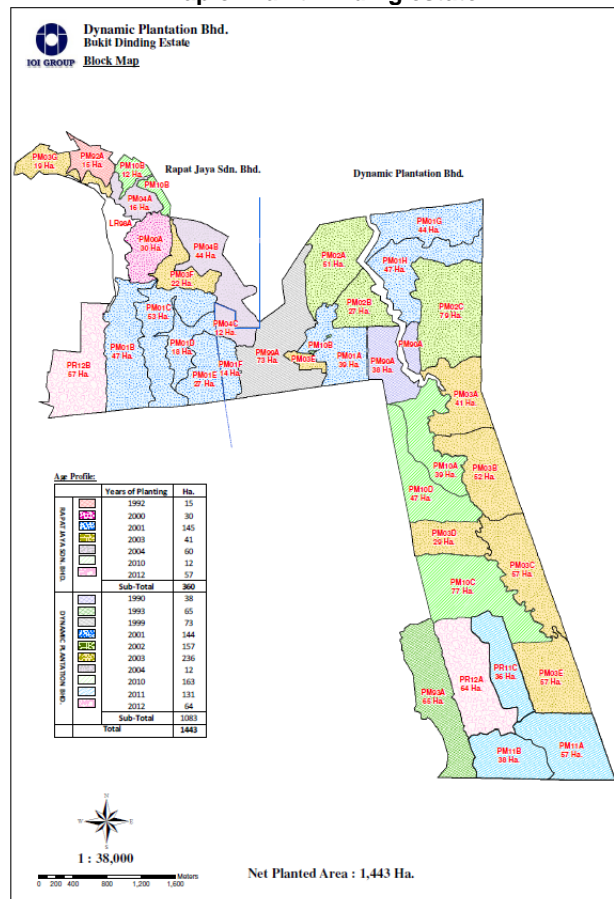 Dynamic Plantation Bhd.
Bukit Dinding Estate
IOI GROUP
Block Map
Rapat Jaya Sdn. Bhd.
Dynamic Plantation Bhd.
PM03G
19 Ha.
PM92A
15 Ha.
PM10B
12 Ha.
PM10B
PM04A
16 Ha.
LR98A
PM00A
30 Ha.
PM04B
44 Ha.
PM03F
22 Ha.
PM02A
51 Ha.
PM01G
44 Ha.
PM01H
47 Ha.
PM02B
27 Ha.
PM02C
79 Ha.
PM01C
53 Ha.
PM04C
12 Ha.
PM01B
47 Ha.
PM01D
18 Ha.
PM01E
27 Ha.
PM01F
14 Ha.
PR12B
57 Ha.
PM99A
73 Ha.
PM03E
PM10B
PM01A
39 Ha.
PM90A
38 Ha.
PM90A
PM03A
41 Ha.
PM10A
39 Ha.
PM03B
52 Ha.
PM10D
47 Ha.
PM03D
29 Ha.
PM03C
57 Ha.
PM10C
77 Ha.
PR11C
36 Ha.
PM03E
57 Ha.
PM93A
65 Ha.
PR12A
64 Ha.
PM11B
38 Ha.
PM11A
57 Ha.
Age Profile:
Years of Planting Ha.
RAPAT JAYA SDN. BHD.
1992 15
2000 30
2001 145
2003 41
2004 60
2010 12
2012 57
Sub-Total 360
DYNAMIC PLANTATION BHD.
1990 38
1993 65
1999 73
2001 144
2002 157
2003 236
2004 12
2010 163
2011 131
2012 64
Sub-Total 1083
Total 1443
N
W E
S
1 : 38,000
Meters
0 200 400 800 1,200 1,600
Net Planted Area : 1,443 Ha.